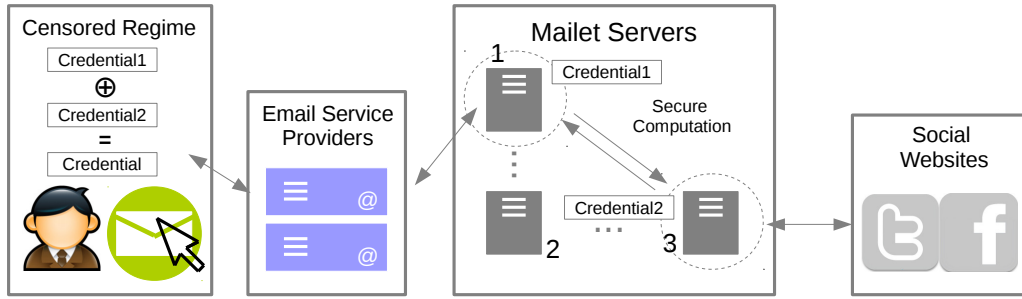 Censored Regime
Credential1
⊕
Credential2
=
Credential
Email Service
Providers
@
@
Mailet Servers
1
Credential1
Secure
Computation
Credential2
2
3
Social
Websites
t
f